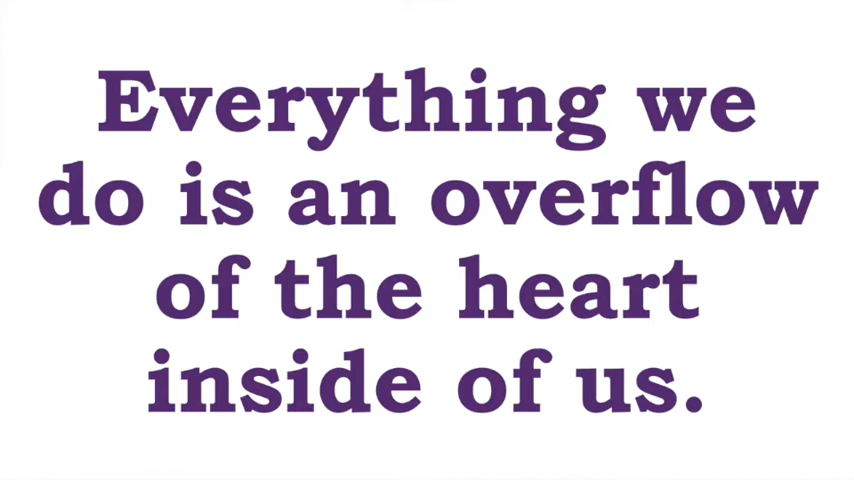 Everything we
do is an overflow
of the heart
inside of us.